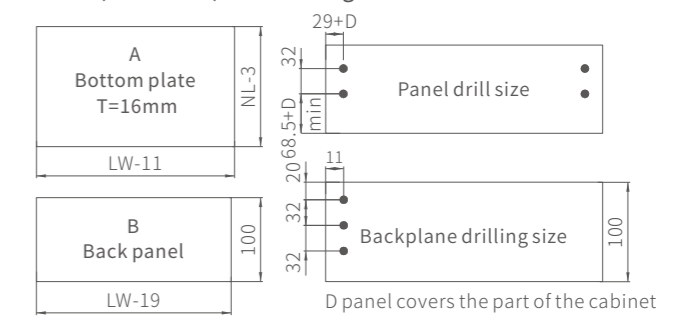 A
Bottom plate
T=16mm
NL-3
LW-11
B
Back panel
100
LW-19
29+D
32
68.5+D
min
Panel drill size
11
20
32
32
Backplane drilling size
100
D panel covers the part of the cabinet